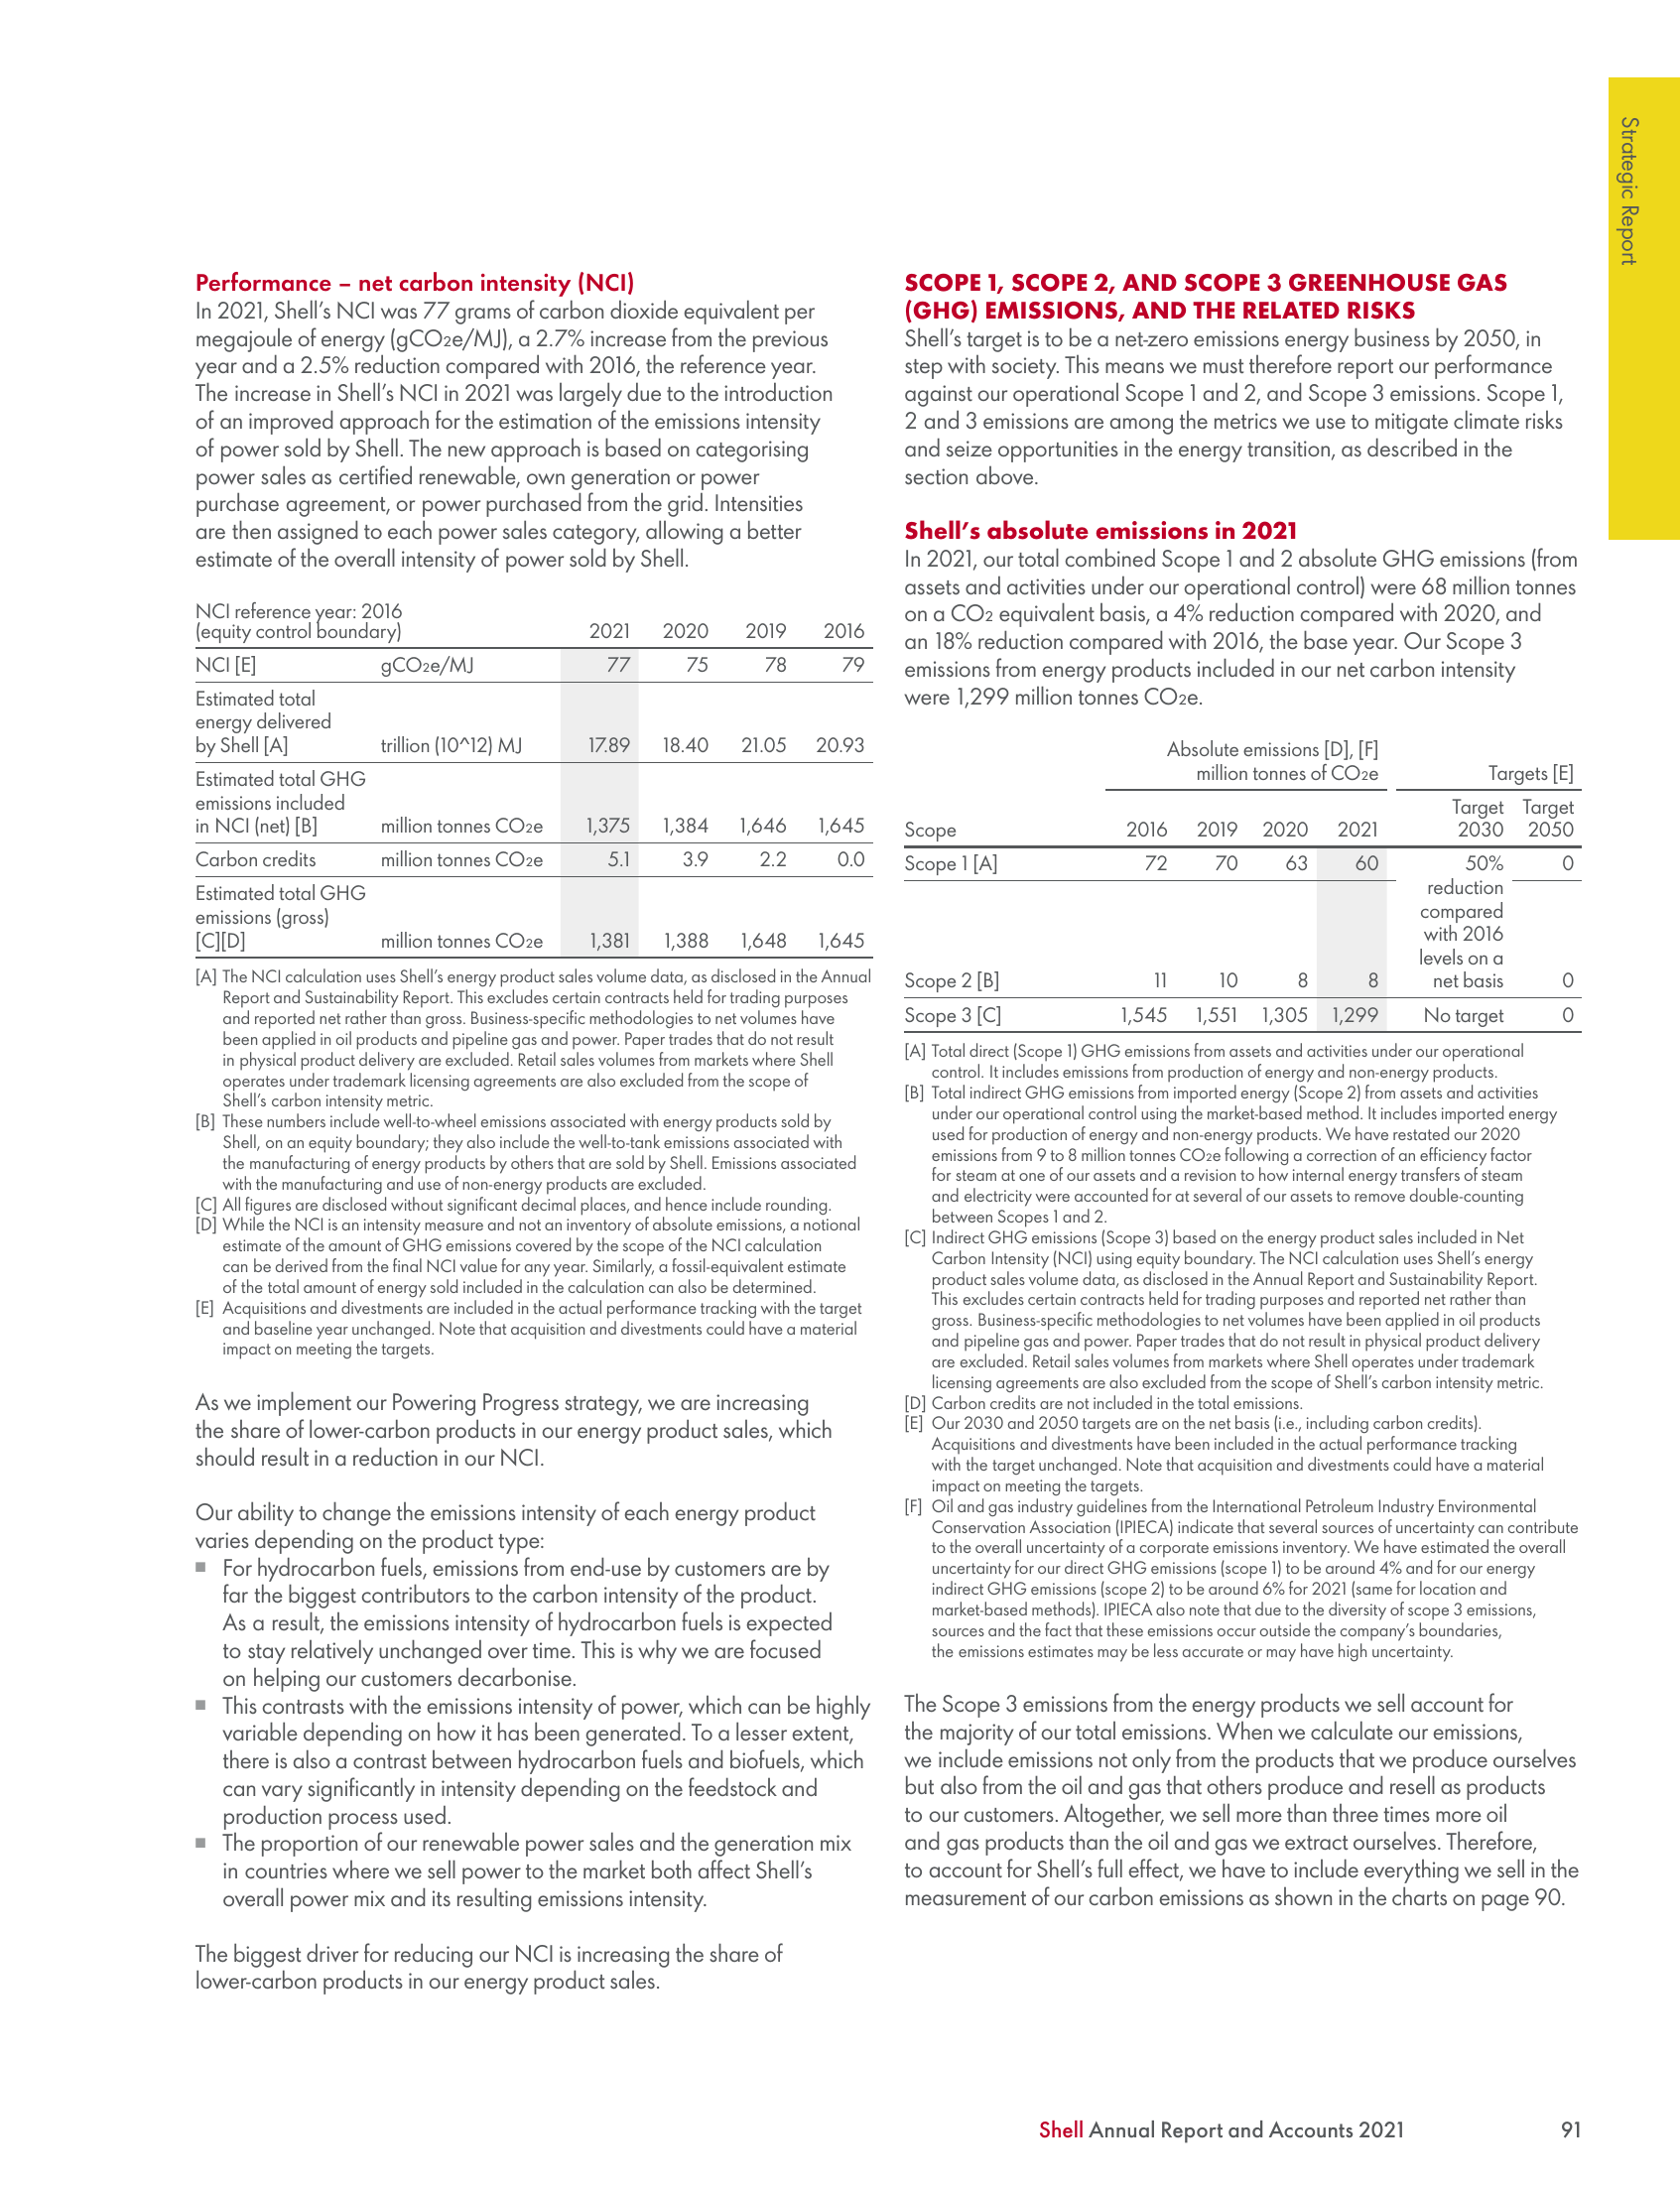 Strategic Report
Performance – net carbon intensity (NCI)
In 2021, Shell's NCI was 77 grams of carbon dioxide equivalent per
megajoule of energy (gCO2e/MJ), a 2.7% increase from the previous
year and a 2.5% reduction compared with 2016, the reference year.
The increase in Shell's NCI in 2021 was largely due to the introduction
of an improved approach for the estimation of the emissions intensity
of power sold by Shell. The new approach is based on categorising
power sales as certified renewable, own generation or power
purchase agreement, or power purchased from the grid. Intensities
are then assigned to each power sales category, allowing a better
estimate of the overall intensity of power sold by Shell.
NCI reference year: 2016
(equity control boundary) 2021 2020 2019 2016
NCI [E] gCO2e/MJ 77 75 78 79
Estimated total
energy delivered
by Shell [A] trillion (10^12) MJ 17.89 18.40 21.05 20.93
Estimated total GHG
emissions included
in NCI (net) [B] million tonnes CO2e 1,375 1,384 1,646 1,645
Carbon credits million tonnes CO2e 5.1 3.9 2.2 0.0
Estimated total GHG
emissions (gross)
[C][D] million tonnes CO2e 1,381 1,388 1,648 1,645
[A] The NCI calculation uses Shell's energy product sales volume data, as disclosed in the Annual
Report and Sustainability Report. This excludes certain contracts held for trading purposes
and reported net rather than gross. Business-specific methodologies to net volumes have
been applied in oil products and pipeline gas and power. Paper trades that do not result
in physical product delivery are excluded. Retail sales volumes from markets where Shell
operates under trademark licensing agreements are also excluded from the scope of
Shell's carbon intensity metric.
[B] These numbers include well-to-wheel emissions associated with energy products sold by
Shell, on an equity boundary; they also include the well-to-tank emissions associated with
the manufacturing of energy products by others that are sold by Shell. Emissions associated
with the manufacturing and use of non-energy products are excluded.
[C] All figures are disclosed without significant decimal places, and hence include rounding.
[D] While the NCI is an intensity measure and not an inventory of absolute emissions, a notional
estimate of the amount of GHG emissions covered by the scope of the NCI calculation
can be derived from the final NCI value for any year. Similarly, a fossil-equivalent estimate
of the total amount of energy sold included in the calculation can also be determined.
[E] Acquisitions and divestments are included in the actual performance tracking with the target
and baseline year unchanged. Note that acquisition and divestments could have a material
impact on meeting the targets.
As we implement our Powering Progress strategy, we are increasing
the share of lower-carbon products in our energy product sales, which
should result in a reduction in our NCI.
Our ability to change the emissions intensity of each energy product
varies depending on the product type:
■ For hydrocarbon fuels, emissions from end-use by customers are by
far the biggest contributors to the carbon intensity of the product.
As a result, the emissions intensity of hydrocarbon fuels is expected
to stay relatively unchanged over time. This is why we are focused
on helping our customers decarbonise.
■ This contrasts with the emissions intensity of power, which can be highly
variable depending on how it has been generated. To a lesser extent,
there is also a contrast between hydrocarbon fuels and biofuels, which
can vary significantly in intensity depending on the feedstock and
production process used.
■ The proportion of our renewable power sales and the generation mix
in countries where we sell power to the market both affect Shell's
overall power mix and its resulting emissions intensity.
The biggest driver for reducing our NCI is increasing the share of
lower-carbon products in our energy product sales.
SCOPE 1, SCOPE 2, AND SCOPE 3 GREENHOUSE GAS
(GHG) EMISSIONS, AND THE RELATED RISKS
Shell's target is to be a net-zero emissions energy business by 2050, in
step with society. This means we must therefore report our performance
against our operational Scope 1 and 2, and Scope 3 emissions. Scope 1,
2 and 3 emissions are among the metrics we use to mitigate climate risks
and seize opportunities in the energy transition, as described in the
section above.
Shell's absolute emissions in 2021
In 2021, our total combined Scope 1 and 2 absolute GHG emissions (from
assets and activities under our operational control) were 68 million tonnes
on a CO2 equivalent basis, a 4% reduction compared with 2020, and
an 18% reduction compared with 2016, the base year. Our Scope 3
emissions from energy products included in our net carbon intensity
were 1,299 million tonnes CO2e.
Absolute emissions [D], [F]
million tonnes of CO2e Targets [E]
Target Target
Scope 2016 2019 2020 2021 2030 2050
Scope 1 [A] 72 70 63 60 50% 0
reduction
compared
with 2016
levels on a
Scope 2 [B] 11 10 8 8 net basis 0
Scope 3 [C] 1,545 1,551 1,305 1,299 No target 0
[A] Total direct (Scope 1) GHG emissions from assets and activities under our operational
control. It includes emissions from production of energy and non-energy products.
[B] Total indirect GHG emissions from imported energy (Scope 2) from assets and activities
under our operational control using the market-based method. It includes imported energy
used for production of energy and non-energy products. We have restated our 2020
emissions from 9 to 8 million tonnes CO2e following a correction of an efficiency factor
for steam at one of our assets and a revision to how internal energy transfers of steam
and electricity were accounted for at several of our assets to remove double-counting
between Scopes 1 and 2.
[C] Indirect GHG emissions (Scope 3) based on the energy product sales included in Net
Carbon Intensity (NCI) using equity boundary. The NCI calculation uses Shell's energy
product sales volume data, as disclosed in the Annual Report and Sustainability Report.
This excludes certain contracts held for trading purposes and reported net rather than
gross. Business-specific methodologies to net volumes have been applied in oil products
and pipeline gas and power. Paper trades that do not result in physical product delivery
are excluded. Retail sales volumes from markets where Shell operates under trademark
licensing agreements are also excluded from the scope of Shell's carbon intensity metric.
[D] Carbon credits are not included in the total emissions.
[E] Our 2030 and 2050 targets are on the net basis (i.e., including carbon credits).
Acquisitions and divestments have been included in the actual performance tracking
with the target unchanged. Note that acquisition and divestments could have a material
impact on meeting the targets.
[F] Oil and gas industry guidelines from the International Petroleum Industry Environmental
Conservation Association (IPIECA) indicate that several sources of uncertainty can contribute
to the overall uncertainty of a corporate emissions inventory. We have estimated the overall
uncertainty for our direct GHG emissions (scope 1) to be around 4% and for our energy
indirect GHG emissions (scope 2) to be around 6% for 2021 (same for location and
market-based methods). IPIECA also note that due to the diversity of scope 3 emissions,
sources and the fact that these emissions occur outside the company's boundaries,
the emissions estimates may be less accurate or may have high uncertainty.
The Scope 3 emissions from the energy products we sell account for
the majority of our total emissions. When we calculate our emissions,
we include emissions not only from the products that we produce ourselves
but also from the oil and gas that others produce and resell as products
to our customers. Altogether, we sell more than three times more oil
and gas products than the oil and gas we extract ourselves. Therefore,
to account for Shell's full effect, we have to include everything we sell in the
measurement of our carbon emissions as shown in the charts on page 90.
Shell Annual Report and Accounts 2021 91